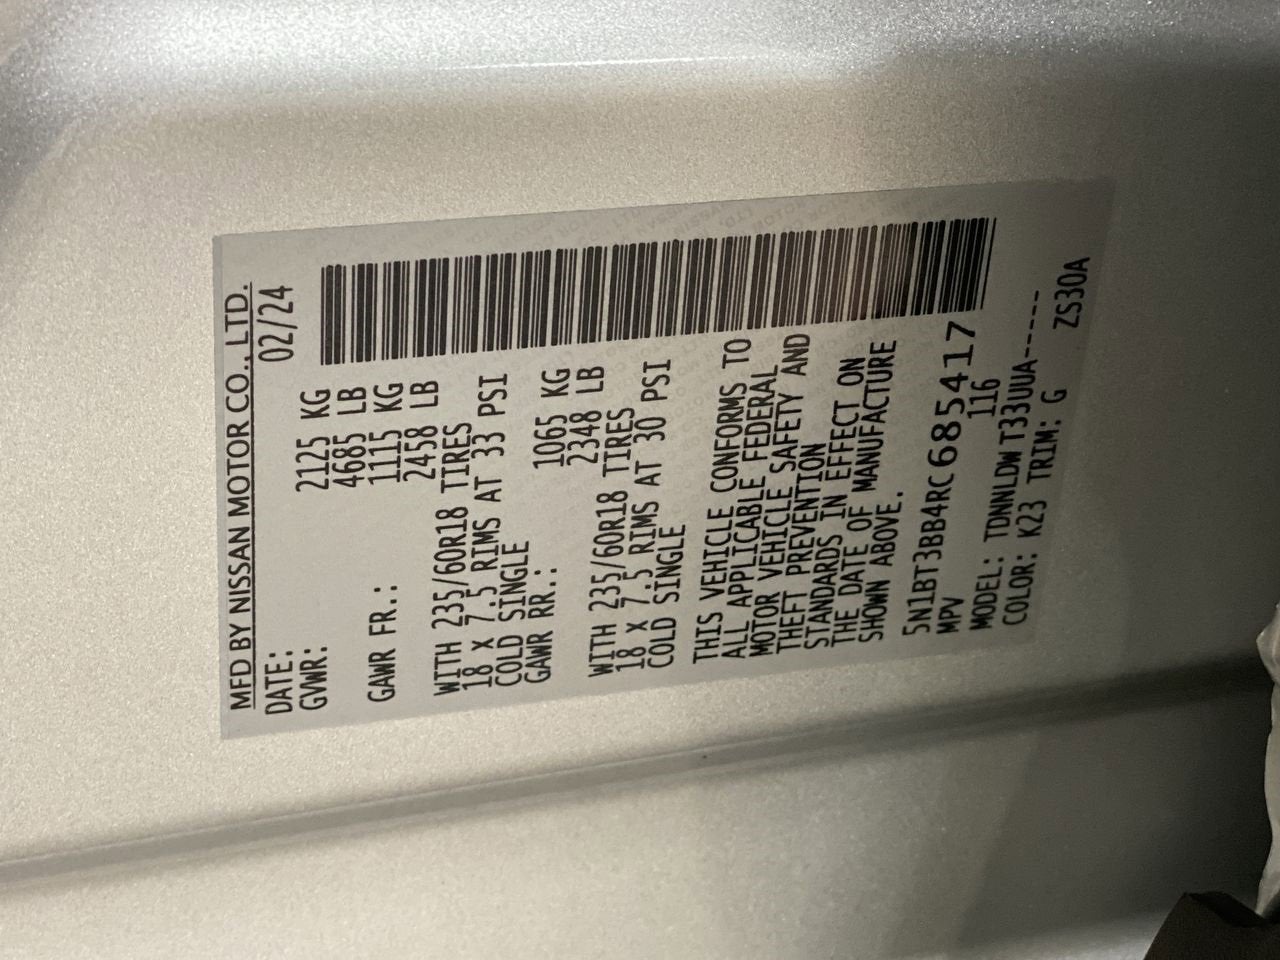 MFD BY NISSAN MOTOR CO., LTD.
DATE: 02/24
GVWR: 2125 KG
4685 LB
GAWR FR.: 1115 KG
2458 LB
WITH 235/60R18 TIRES
18 X 7.5 RIMS AT 33 PSI
COLD SINGLE
GAWR RR.: 1065 KG
2348 LB
WITH 235/60R18 TIRES
18 X 7.5 RIMS AT 30 PSI
COLD SINGLE
THIS VEHICLE CONFORMS TO
ALL APPLICABLE FEDERAL
MOTOR VEHICLE SAFETY AND
THEFT PREVENTION
STANDARDS IN EFFECT ON
THE DATE OF MANUFACTURE
SHOWN ABOVE.
5N1BT3BB4RC685417
MPV 116
MODEL: TDNNLDW T33UUA-----
COLOR: K23 TRIM: G ZS30A